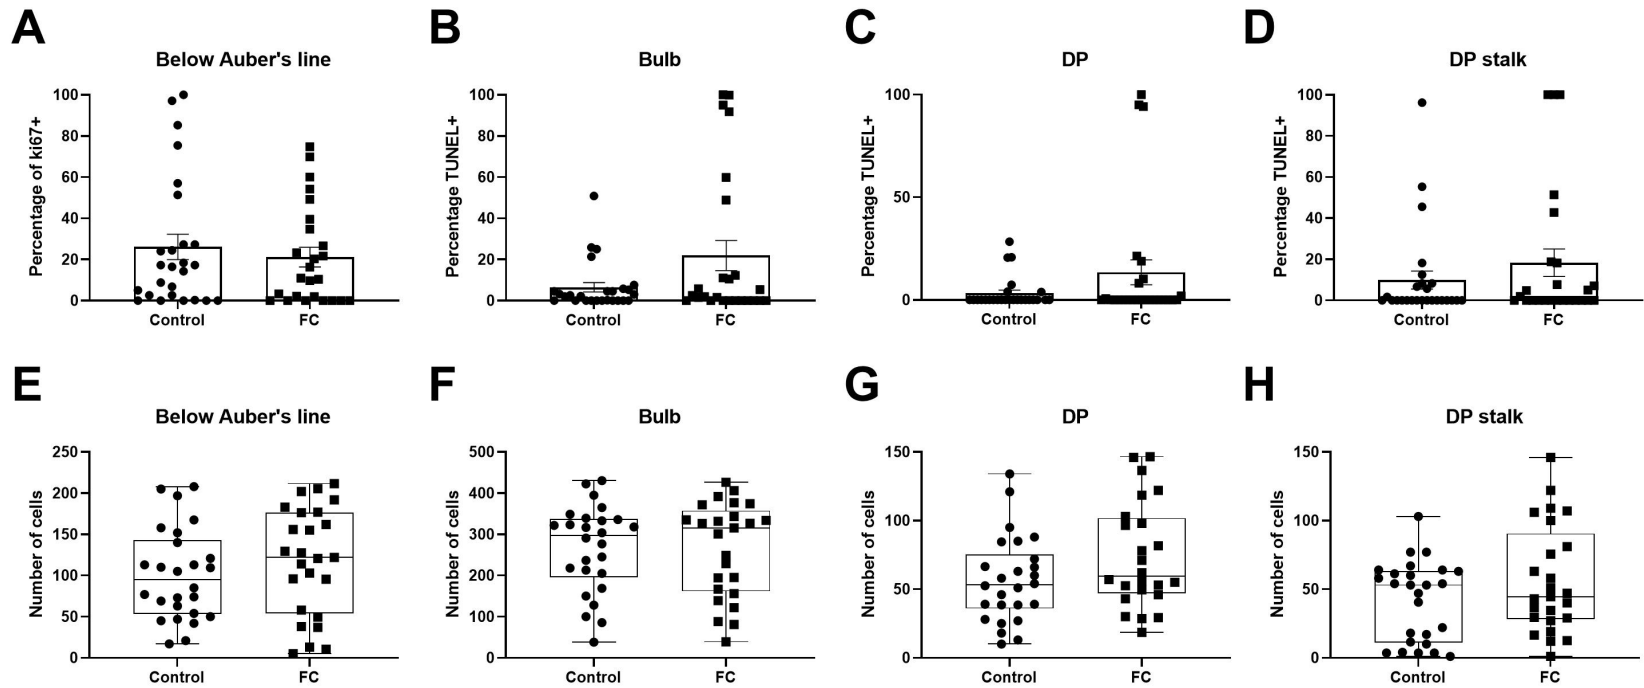 A
Below Auber's line
Percentage of ki67+
100
80
60
40
20
0
Control
FC
B
Bulb
Percentage TUNEL+
100
80
60
40
20
0
Control
FC
C
DP
Percentage TUNEL+
100
50
0
Control
FC
D
DP stalk
Percentage TUNEL+
100
80
60
40
20
0
Control
FC
E
Below Auber's line
Number of cells
250
200
150
100
50
0
Control
FC
F
Bulb
Number of cells
500
400
300
200
100
0
Control
FC
G
DP
Number of cells
150
100
50
0
Control
FC
H
DP stalk
Number of cells
150
100
50
0
Control
FC